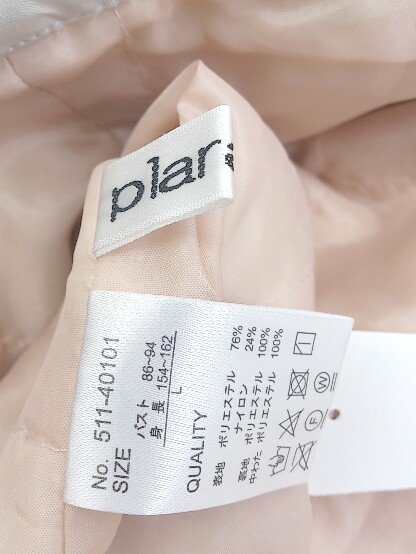 plar
No. 511-40101
SIZE
バスト 86~94
身長 154~162
L
QUALITY
表地 ポリエステル 76%
ナイロン 24%
裏地 ポリエステル 100%
中わた ポリエステル 100%
W
F